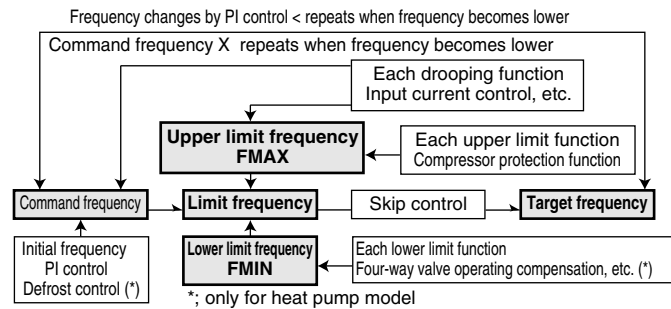 Frequency changes by PI control < repeats when frequency becomes lower
Command frequency X repeats when frequency becomes lower
Each drooping function
Input current control, etc.
Upper limit frequency
FMAX
Each upper limit function
Compressor protection function
Command frequency
Limit frequency
Skip control
Target frequency
Initial frequency
PI control
Defrost control (*)
Lower limit frequency
FMIN
Each lower limit function
Four-way valve operating compensation, etc. (*)
*; only for heat pump model